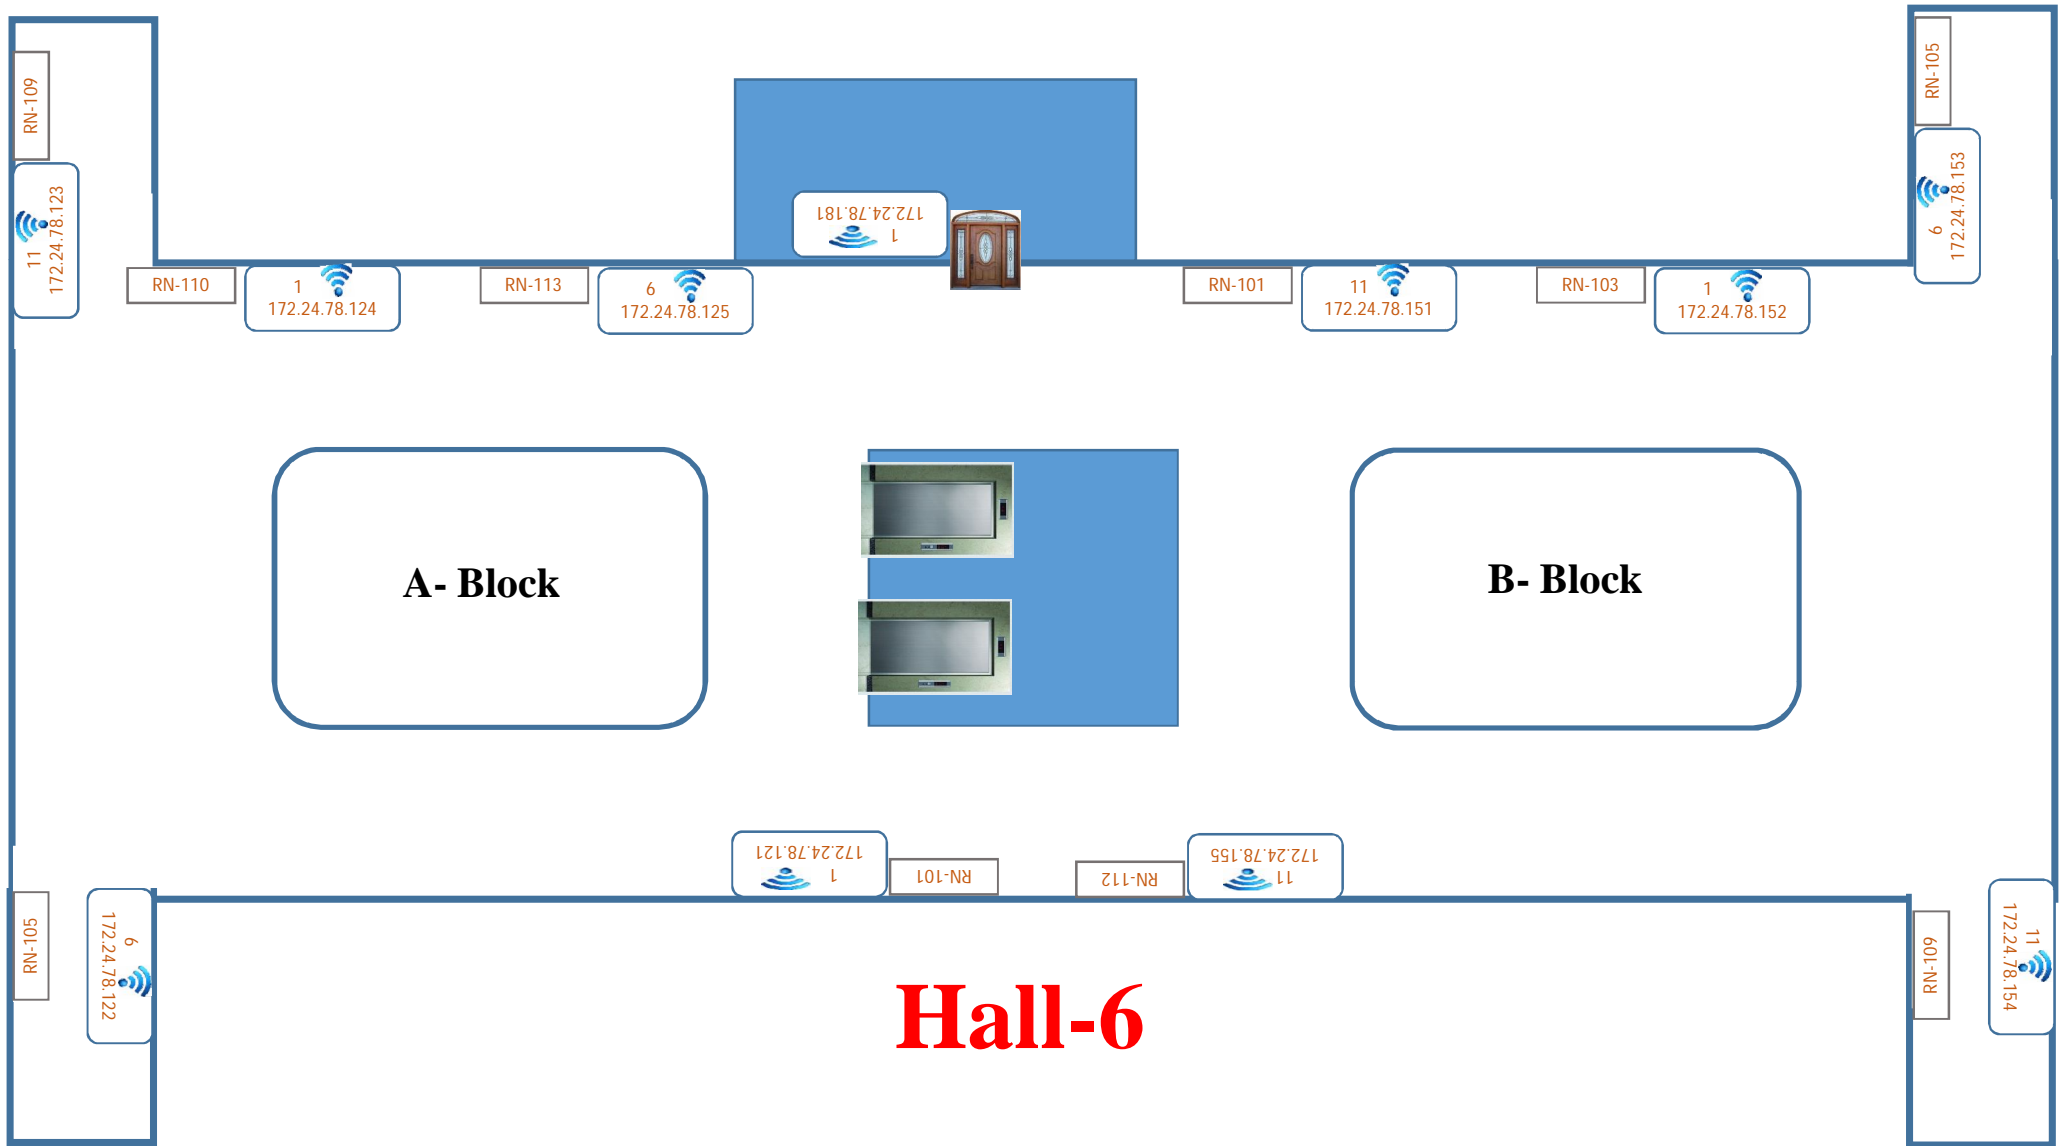 RN-109
11
172.24.78.123
RN-110
1
172.24.78.124
RN-113
6
172.24.78.125
172.24.78.181
1
RN-101
11
172.24.78.151
RN-103
1
172.24.78.152
RN-105
6
172.24.78.153
A- Block
B- Block
172.24.78.121
1
RN-101
RN-112
172.24.78.155
11
RN-105
6
172.24.78.122
RN-109
11
172.24.78.154
Hall-6